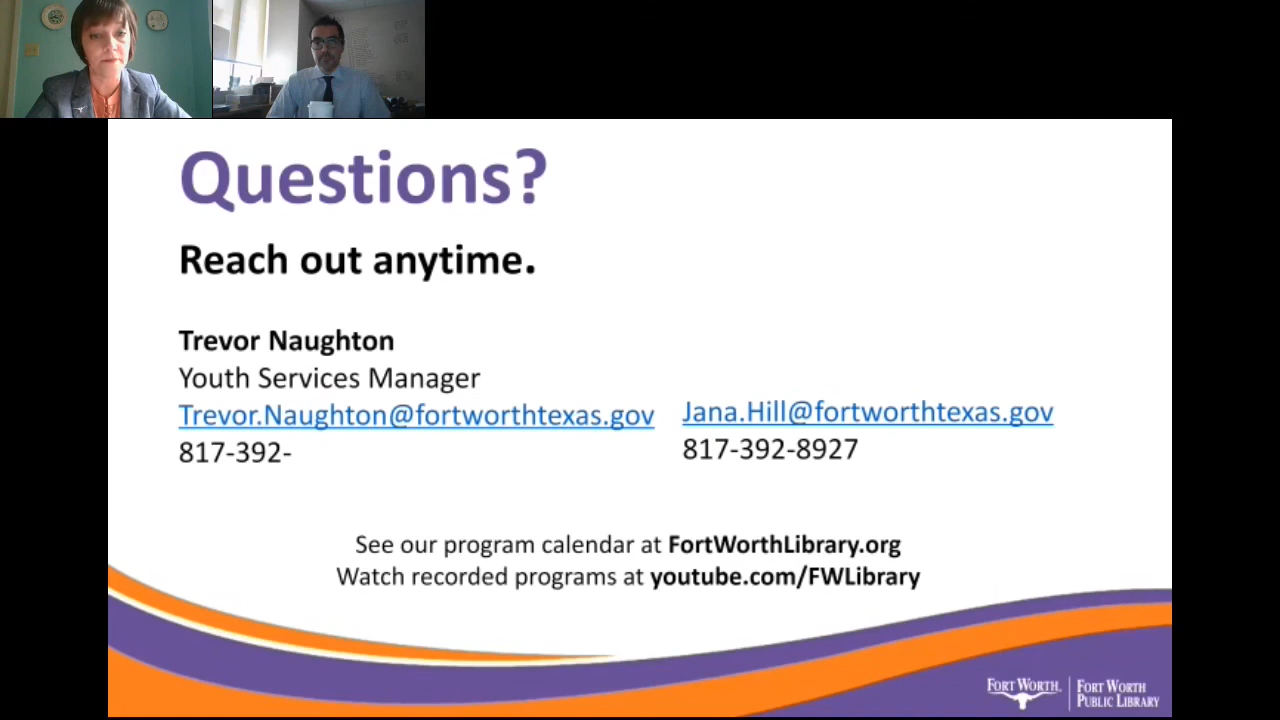 Questions?
Reach out anytime.
Trevor Naughton
Youth Services Manager
Trevor.Naughton@fortworthtexas.gov
817-392-
Jana.Hill@fortworthtexas.gov
817-392-8927
See our program calendar at FortWorthLibrary.org
Watch recorded programs at youtube.com/FWLibrary
FORT WORTH.
FORT WORTH
PUBLIC LIBRARY